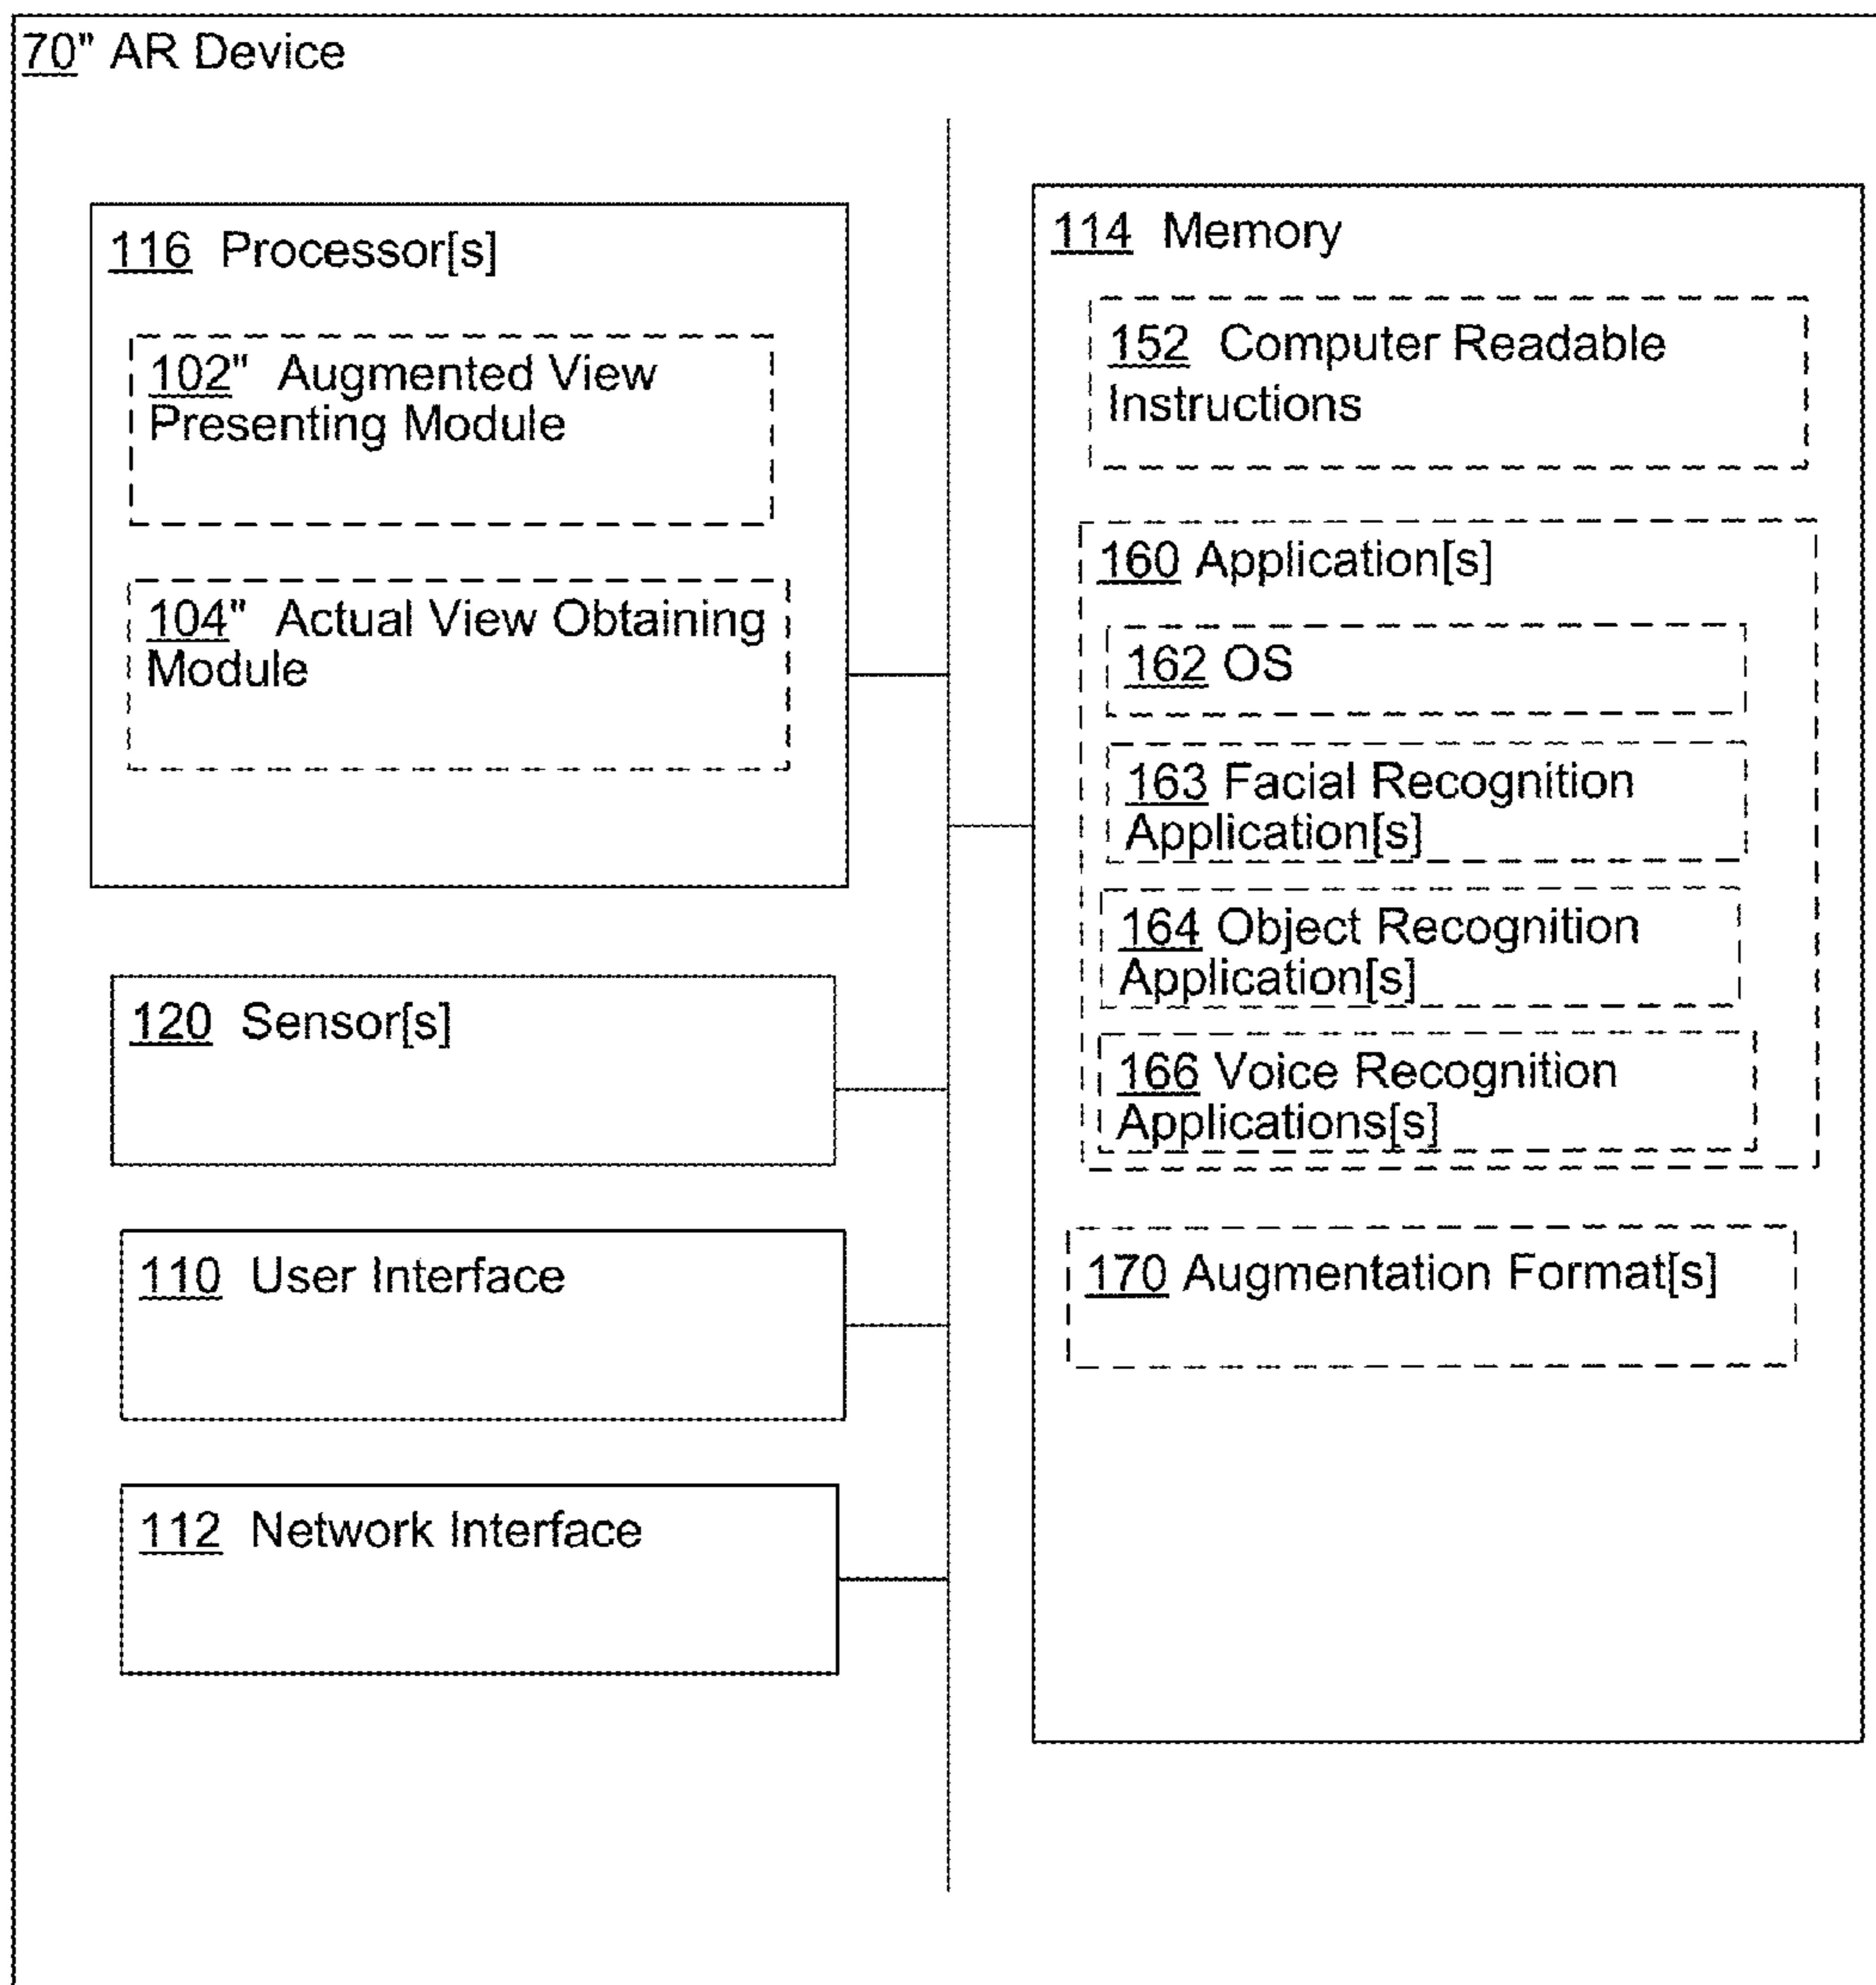 70" AR Device
116 Processor[s]
102" Augmented View
Presenting Module
104" Actual View Obtaining
Module
120 Sensor[s]
110 User Interface
112 Network Interface
114 Memory
152 Computer Readable
Instructions
160 Application[s]
162 OS
163 Facial Recognition
Application[s]
164 Object Recognition
Application[s]
166 Voice Recognition
Applications[s]
170 Augmentation Format[s]